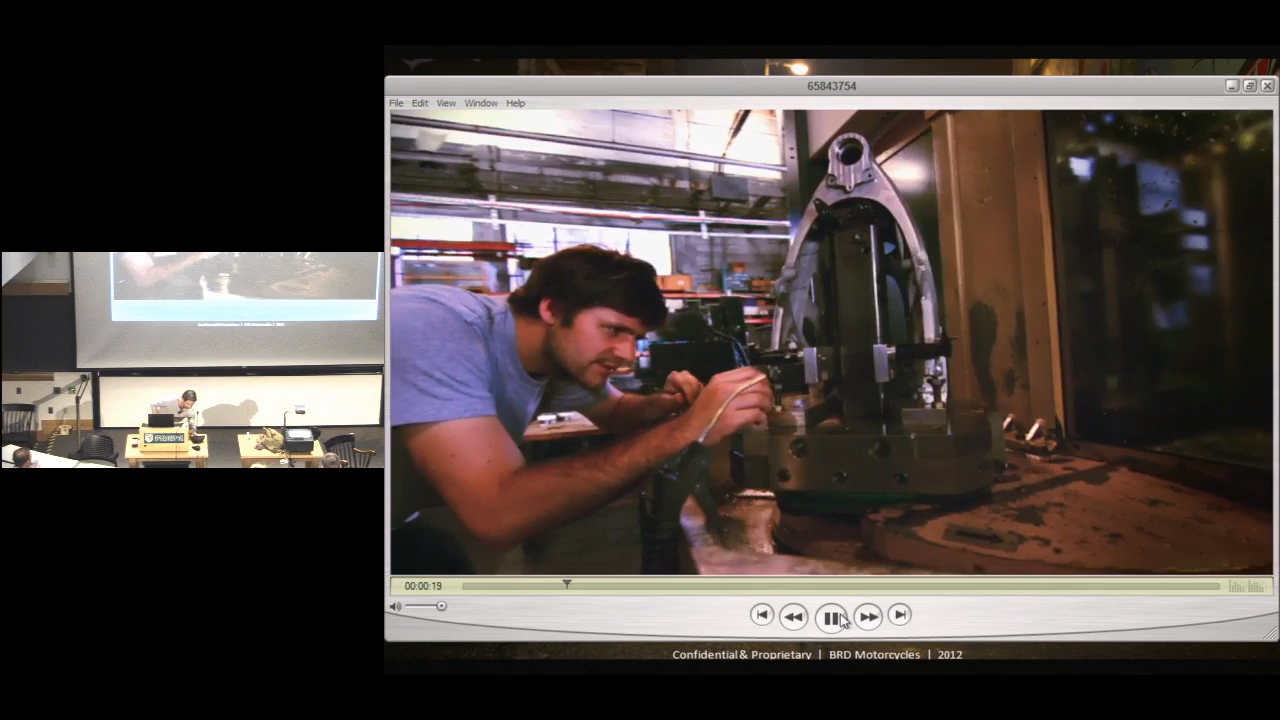 65843754
File Edit View Window Help
00:00:19
Confidential & Proprietary | BRD Motorcycles | 2012